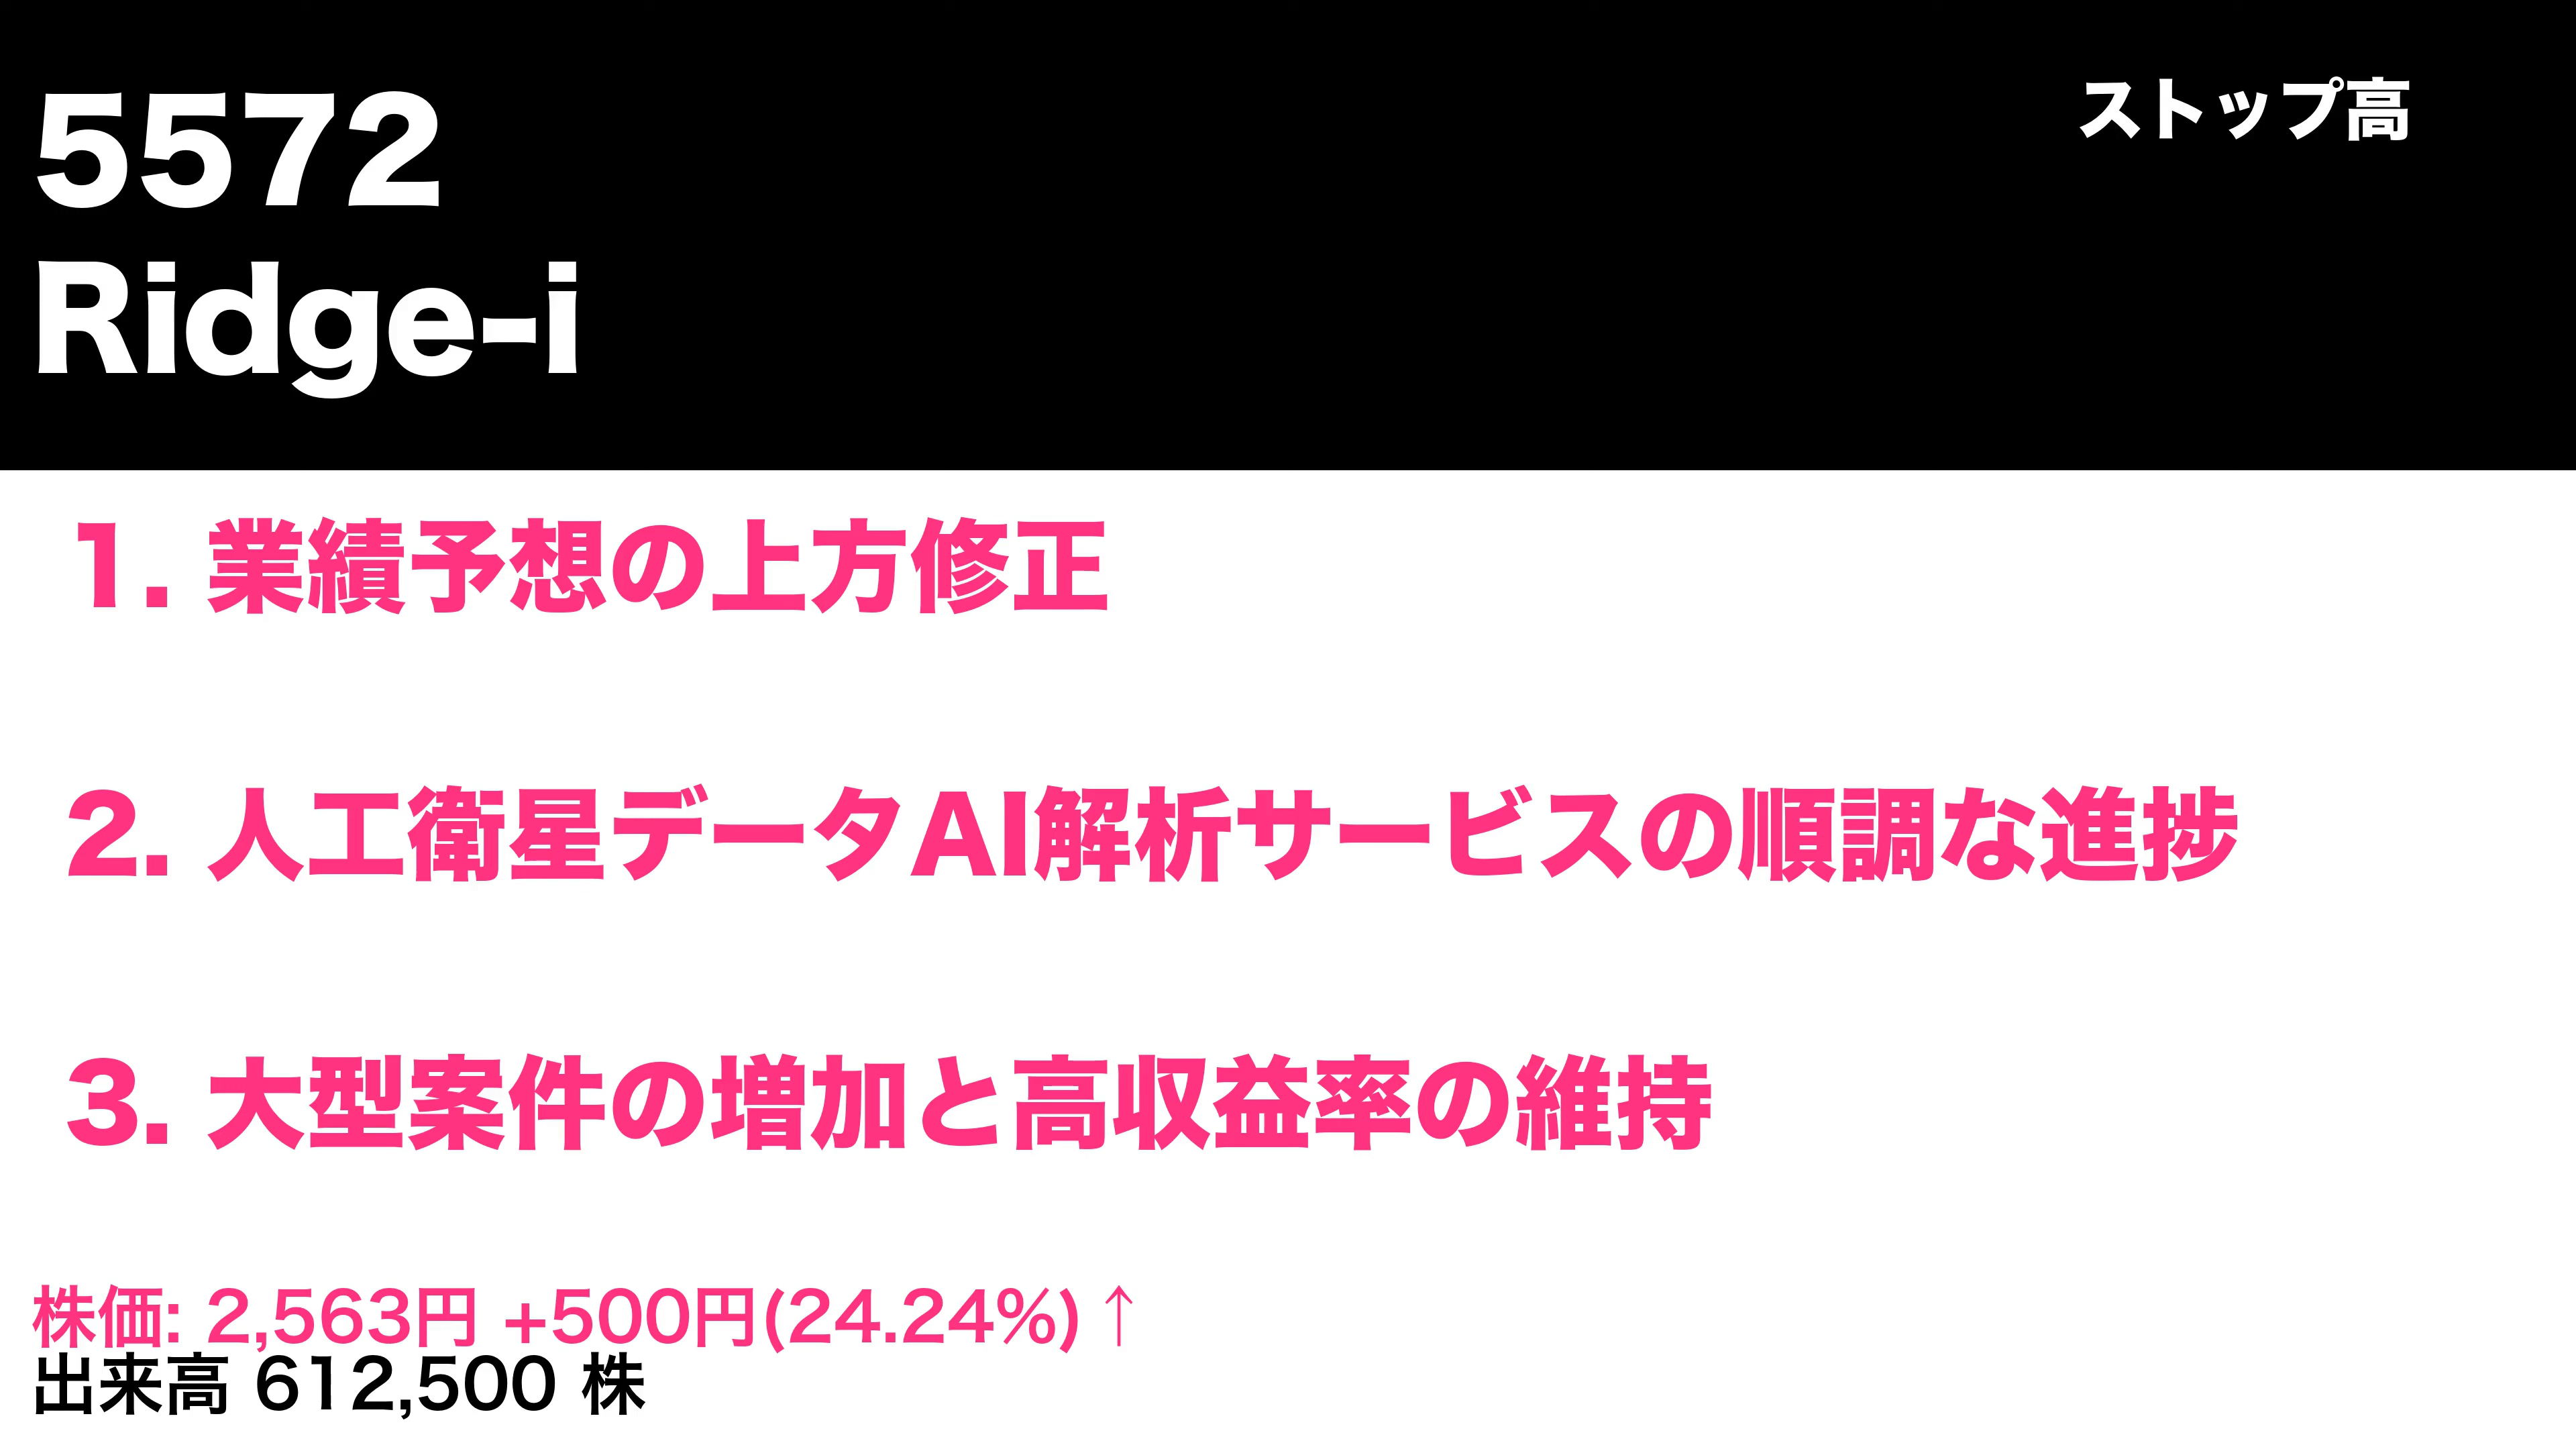 5572
ストップ高
Ridge-i
1. 業績予想の上方修正
2. 人工衛星データAI解析サービスの順調な進捗
3. 大型案件の増加と高収益率の維持
株価: 2,563円 +500円(24.24%)↑
出来高 612,500 株